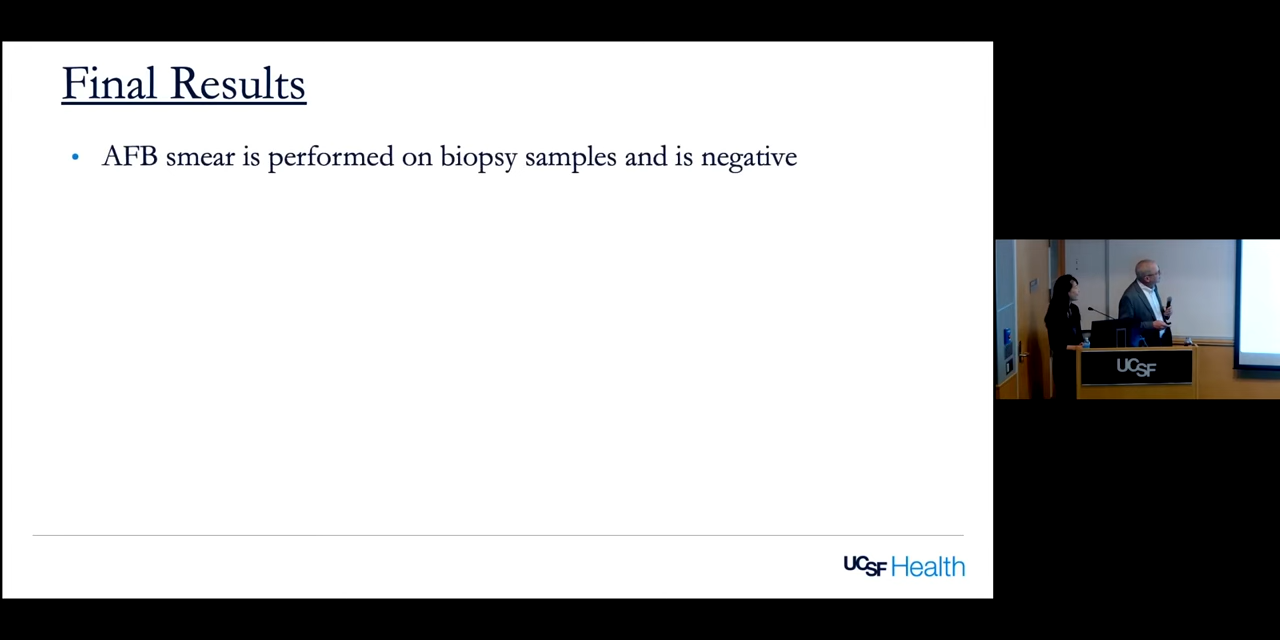 Final Results
• AFB smear is performed on biopsy samples and is negative
UCSF Health
UCSF